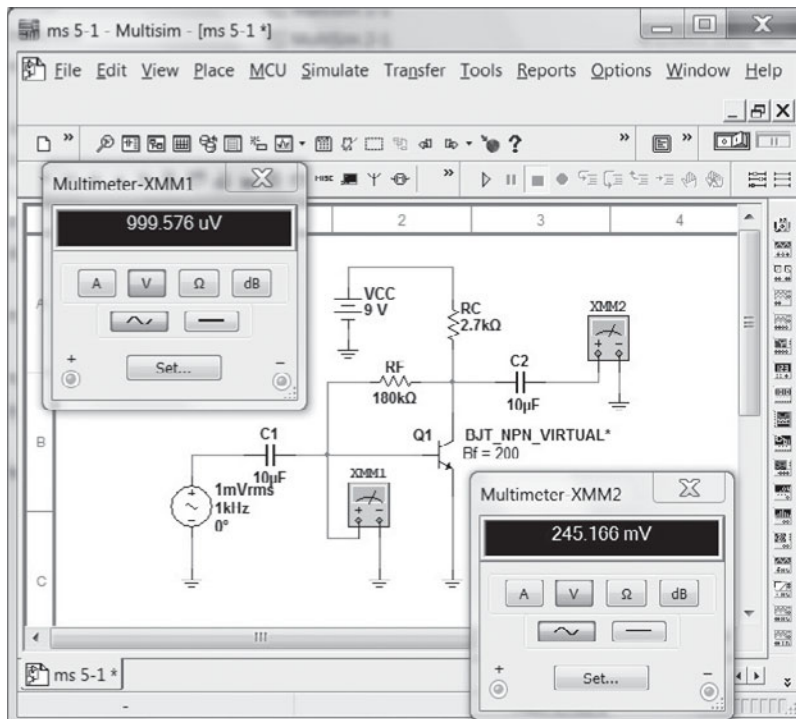 ms 5-1 - Multisim - [ms 5-1 *]
File Edit View Place MCU Simulate Transfer Tools Reports Options Window Help
Multimeter-XMM1
999.576 uV
A V Ω dB
Set...
+ -
2 3 4
A
B
C
VCC
9 V
RC
2.7kΩ
XMM2
RF
180kΩ
C2
10µF
C1
10µF
Q1
BJT_NPN_VIRTUAL*
Bf = 200
XMM1
1mVrms
1kHz
0°
Multimeter-XMM2
245.166 mV
A V Ω dB
Set...
+ -
ms 5-1 *